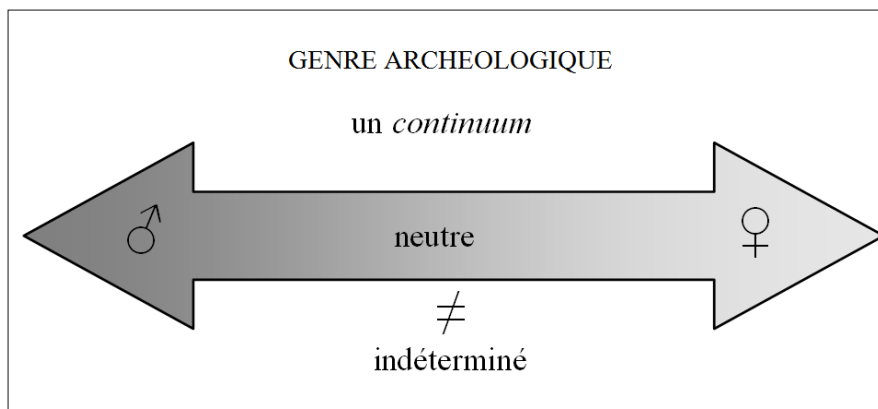 GENRE ARCHEOLOGIQUE
un continuum
♂ neutre ♀
≠
indéterminé